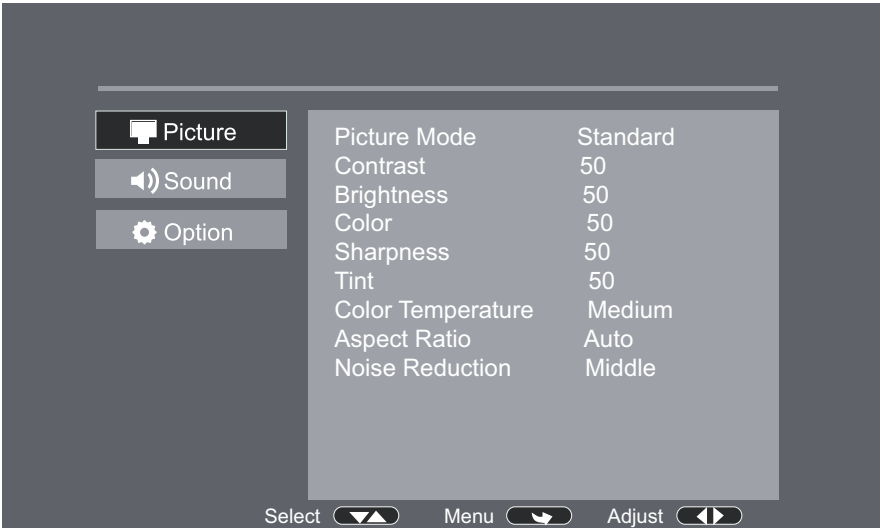 Picture
Sound
Option
Picture Mode Standard
Contrast 50
Brightness 50
Color 50
Sharpness 50
Tint 50
Color Temperature Medium
Aspect Ratio Auto
Noise Reduction Middle
Select Menu Adjust